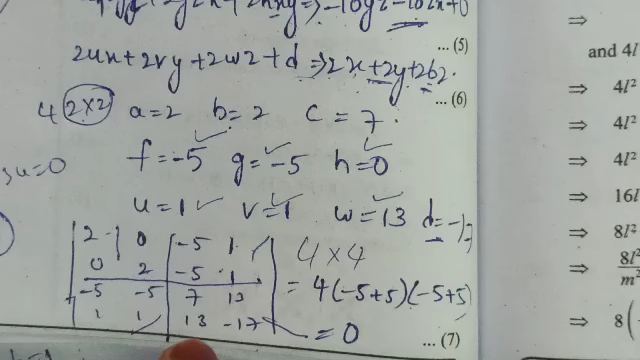 2ux+2vy+2wz+d⇒2x+2y+26z
... (5)
4 (2×2) a=2 b=2 c=7.
... (6)
f=-5 g=-5 h=0
3u=0
u=1 v=1 w=13 d=-17
2 0 -5 1
0 2 -5 1
-5 -5 7 13
1 1 13 -17
4×4
=4(-5+5)(-5+5)
=0
... (7)
⇒
and 4l
⇒ 4l²
⇒ 4l²
⇒ 4l²
⇒ 16l
⇒ 8l²
⇒ 8l²/m²
⇒ 8(